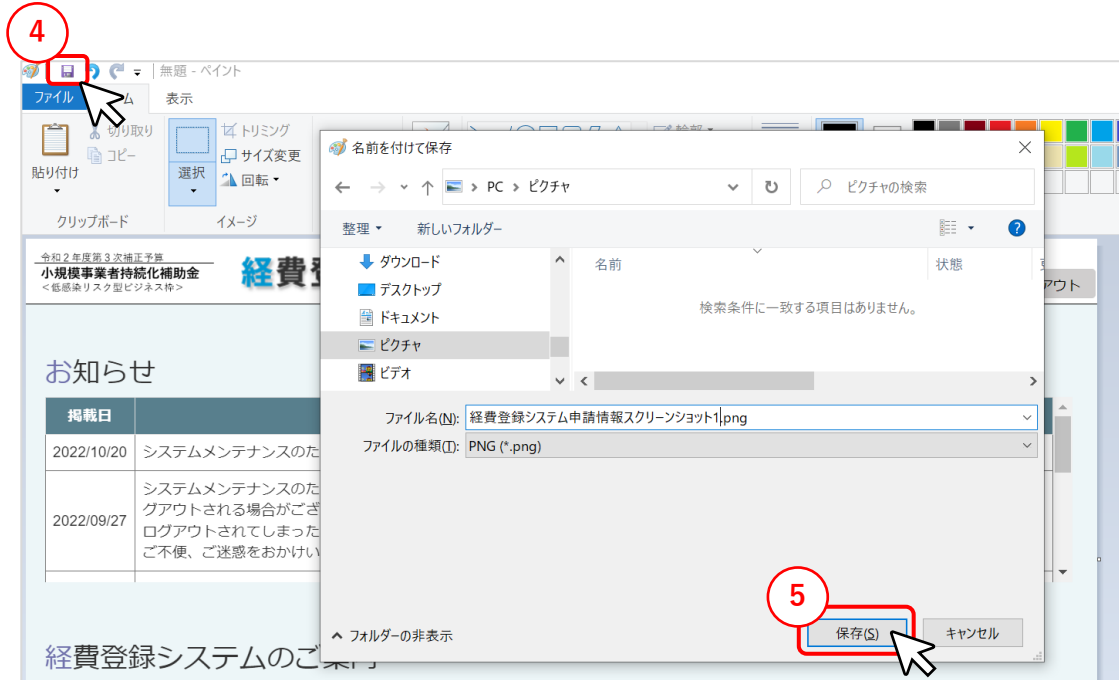 4
無題 - ペイント
ファイル
ム
表示
貼り付け
切り取り
コピー
クリップボード
選択
トリミング
サイズ変更
回転
イメージ
輪郭
名前を付けて保存
PC
ピクチャ
ピクチャの検索
整理
新しいフォルダー
ダウンロード
デスクトップ
ドキュメント
ピクチャ
ビデオ
名前
状態
検索条件に一致する項目はありません。
ファイル名(N):
経費登録システム申請情報スクリーンショット1.png
ファイルの種類(T):
PNG (*.png)
フォルダーの非表示
5
保存(S)
キャンセル
令和2年度第3次補正予算
小規模事業者持続化補助金
<低感染リスク型ビジネス枠>
経費登
アウト
お知らせ
掲載日
2022/10/20
システムメンテナンスのた
2022/09/27
システムメンテナンスのた
グアウトされる場合がござ
ログアウトされてしまった
ご不便、ご迷惑をおかけい
経費登録システムのご案内